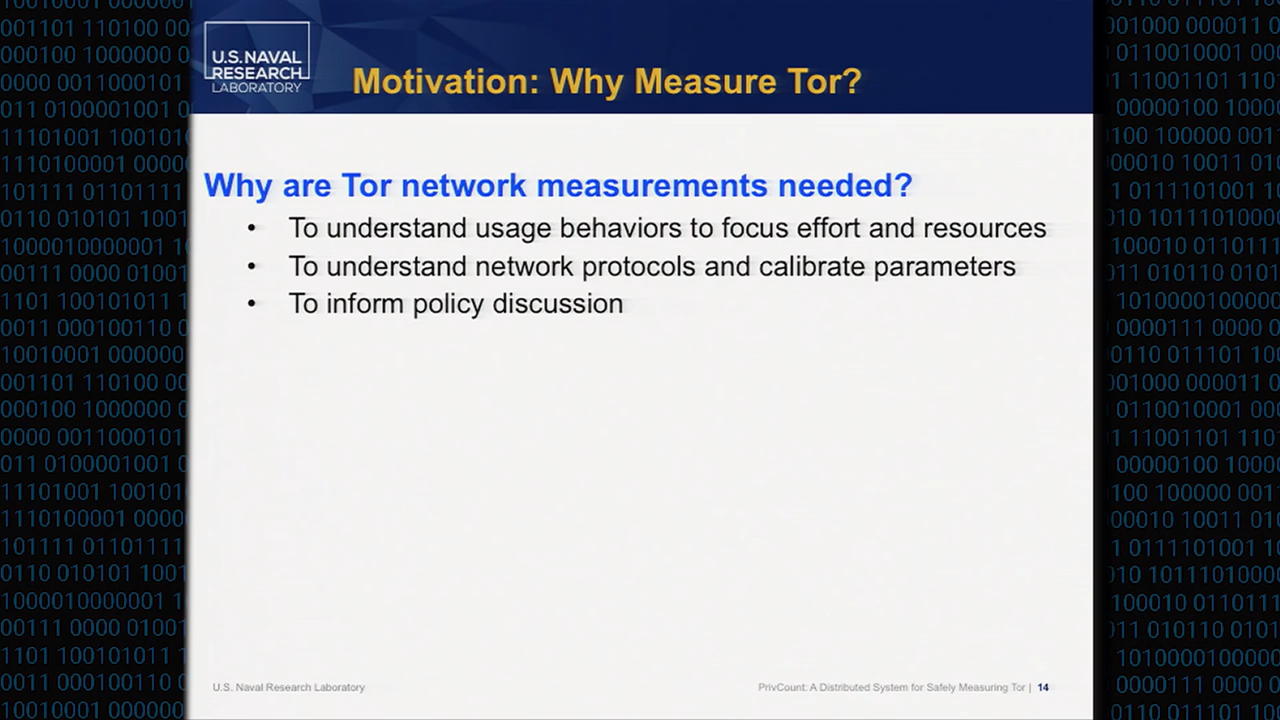 U.S. NAVAL
RESEARCH
LABORATORY
Motivation: Why Measure Tor?
Why are Tor network measurements needed?
• To understand usage behaviors to focus effort and resources
• To understand network protocols and calibrate parameters
• To inform policy discussion
U.S. Naval Research Laboratory
PrivCount: A Distributed System for Safely Measuring Tor | 14